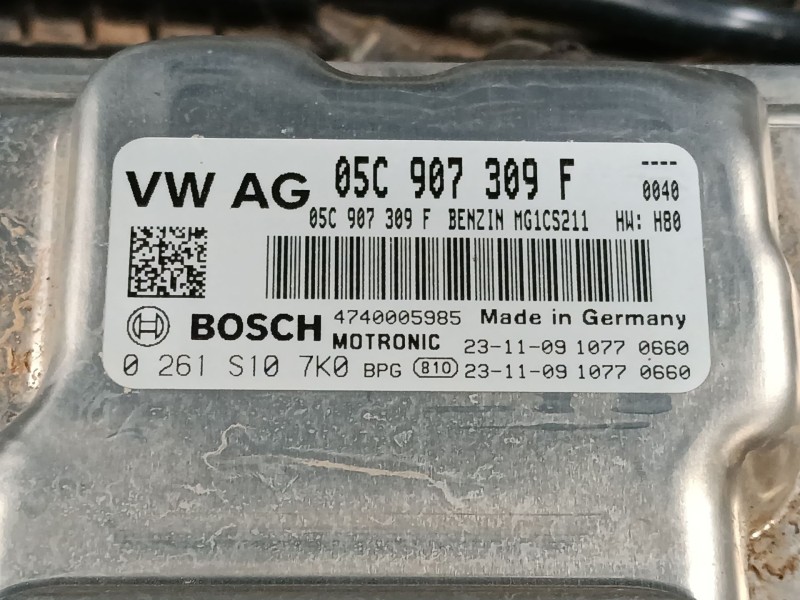 VW AG 05C 907 309 F ----
0040
05C 907 309 F BENZIN MG1CS211 HW: H80
BOSCH 4740005985 Made in Germany
MOTRONIC 23-11-09 1077 0660
0 261 S10 7K0 BPG 810 23-11-09 1077 0660